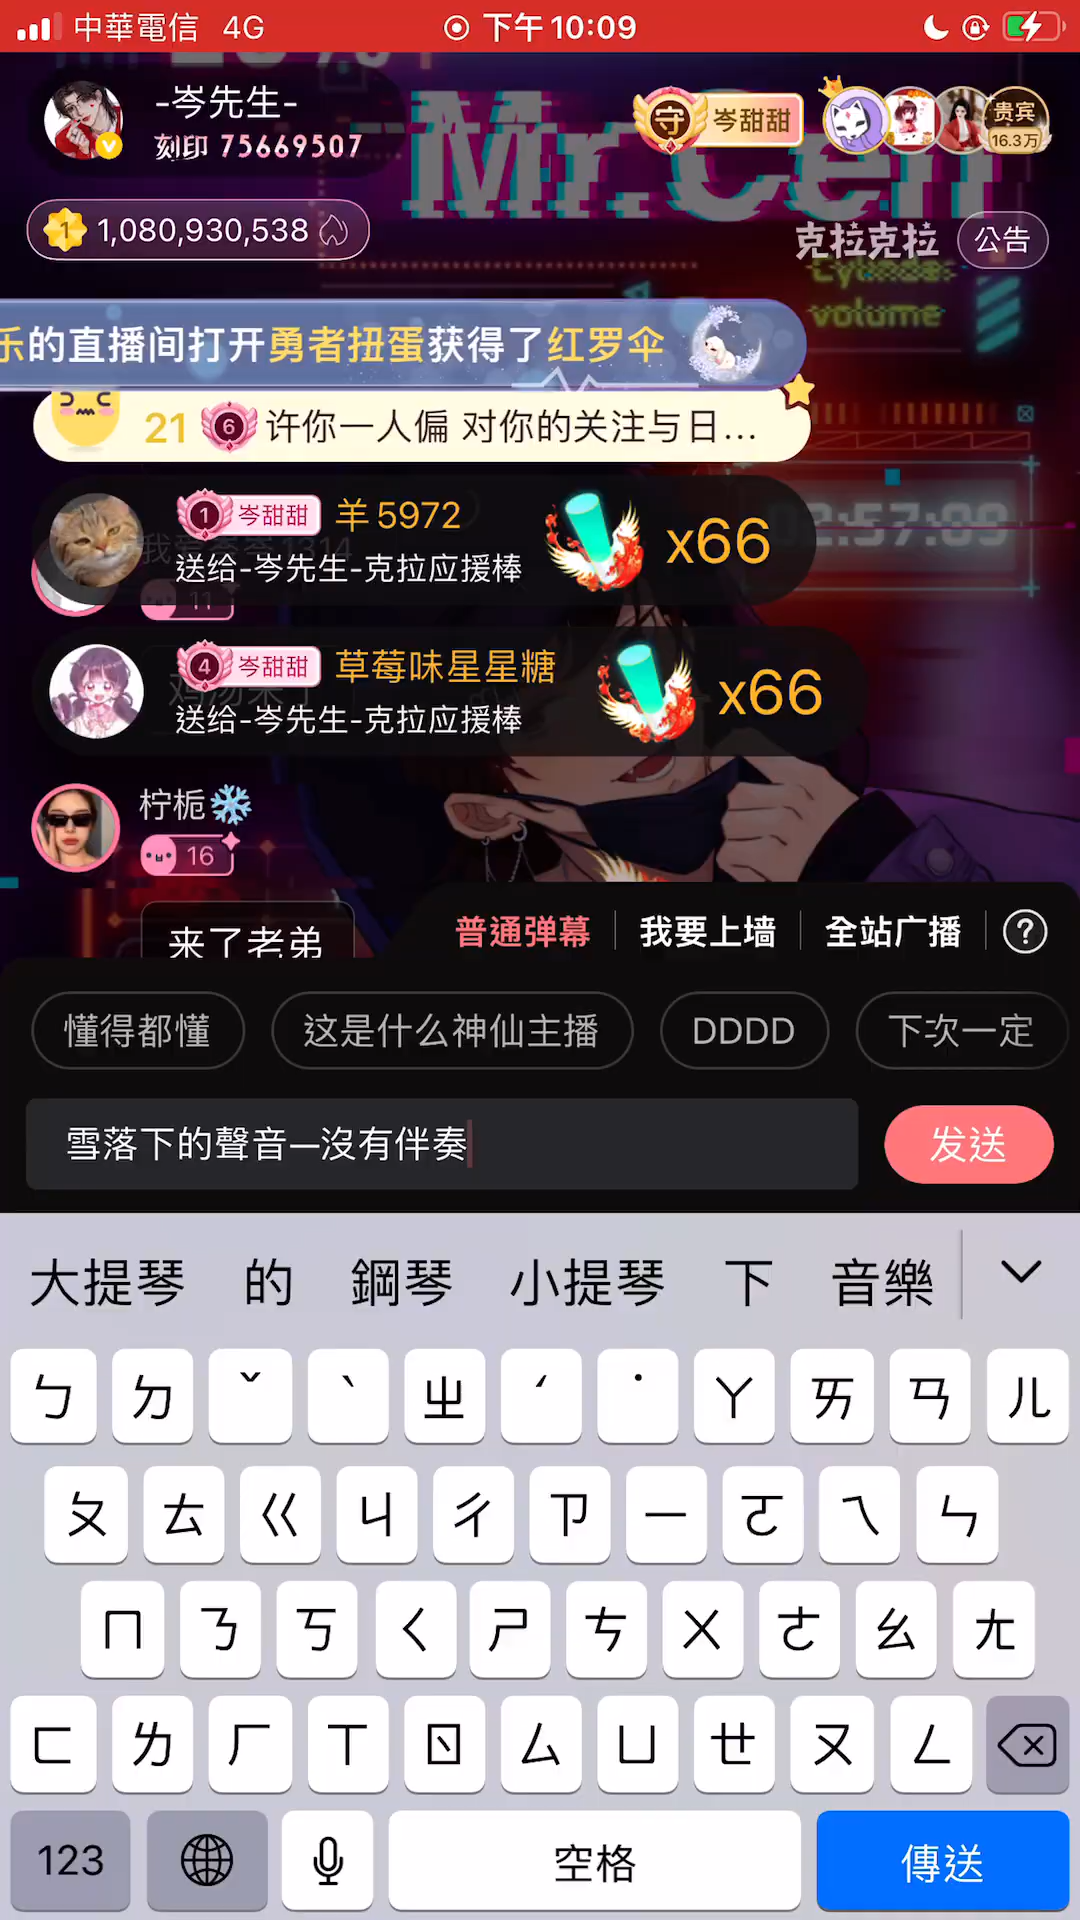 中華電信 4G 下午10:09
-岑先生-
刻印 75669507
守 岑甜甜
贵宾
16.3万
Mr.Cen
1 1,080,930,538
克拉克拉
公告
Cylinder
volume
乐的直播间打开勇者扭蛋获得了红罗伞
21 6 许你一人偏 对你的关注与日...
1 岑甜甜 羊5972
送给-岑先生-克拉应援棒
x66
11
4 岑甜甜 草莓味星星糖
送给-岑先生-克拉应援棒
x66
柠栀
16
来了老弟
普通弹幕 我要上墙 全站广播 ?
懂得都懂 这是什么神仙主播 DDDD 下次一定
雪落下的聲音—沒有伴奏
发送
大提琴 的 鋼琴 小提琴 下 音樂
ㄅ ㄉ ˇ ˋ ㄓ ˊ ˙ ㄚ ㄞ ㄢ ㄦ
ㄆ ㄊ ㄍ ㄐ ㄔ ㄗ ㄧ ㄛ ㄟ ㄣ
ㄇ ㄋ ㄎ ㄑ ㄕ ㄘ ㄨ ㄜ ㄠ ㄤ
ㄈ ㄌ ㄏ ㄒ ㄖ ㄙ ㄩ ㄝ ㄡ ㄥ
123 空格 傳送